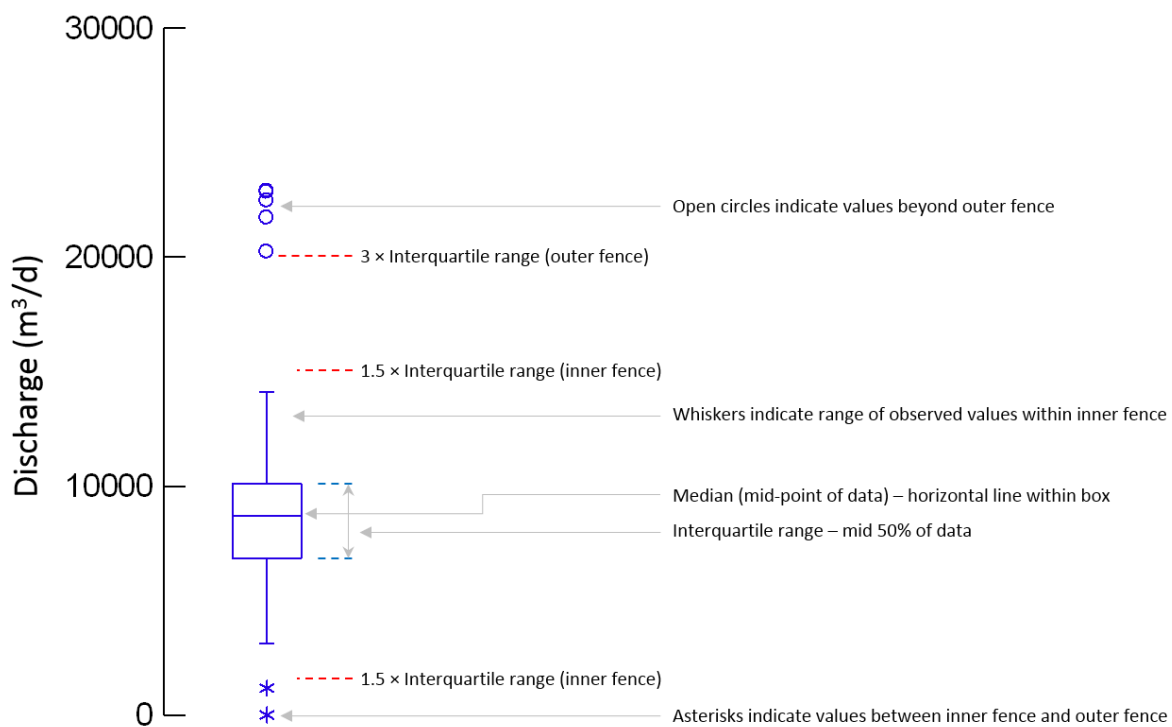 30000
Open circles indicate values beyond outer fence
20000
3 × Interquartile range (outer fence)
1.5 × Interquartile range (inner fence)
Whiskers indicate range of observed values within inner fence
Discharge (m³/d)
10000
Median (mid-point of data) – horizontal line within box
Interquartile range – mid 50% of data
1.5 × Interquartile range (inner fence)
0
Asterisks indicate values between inner fence and outer fence